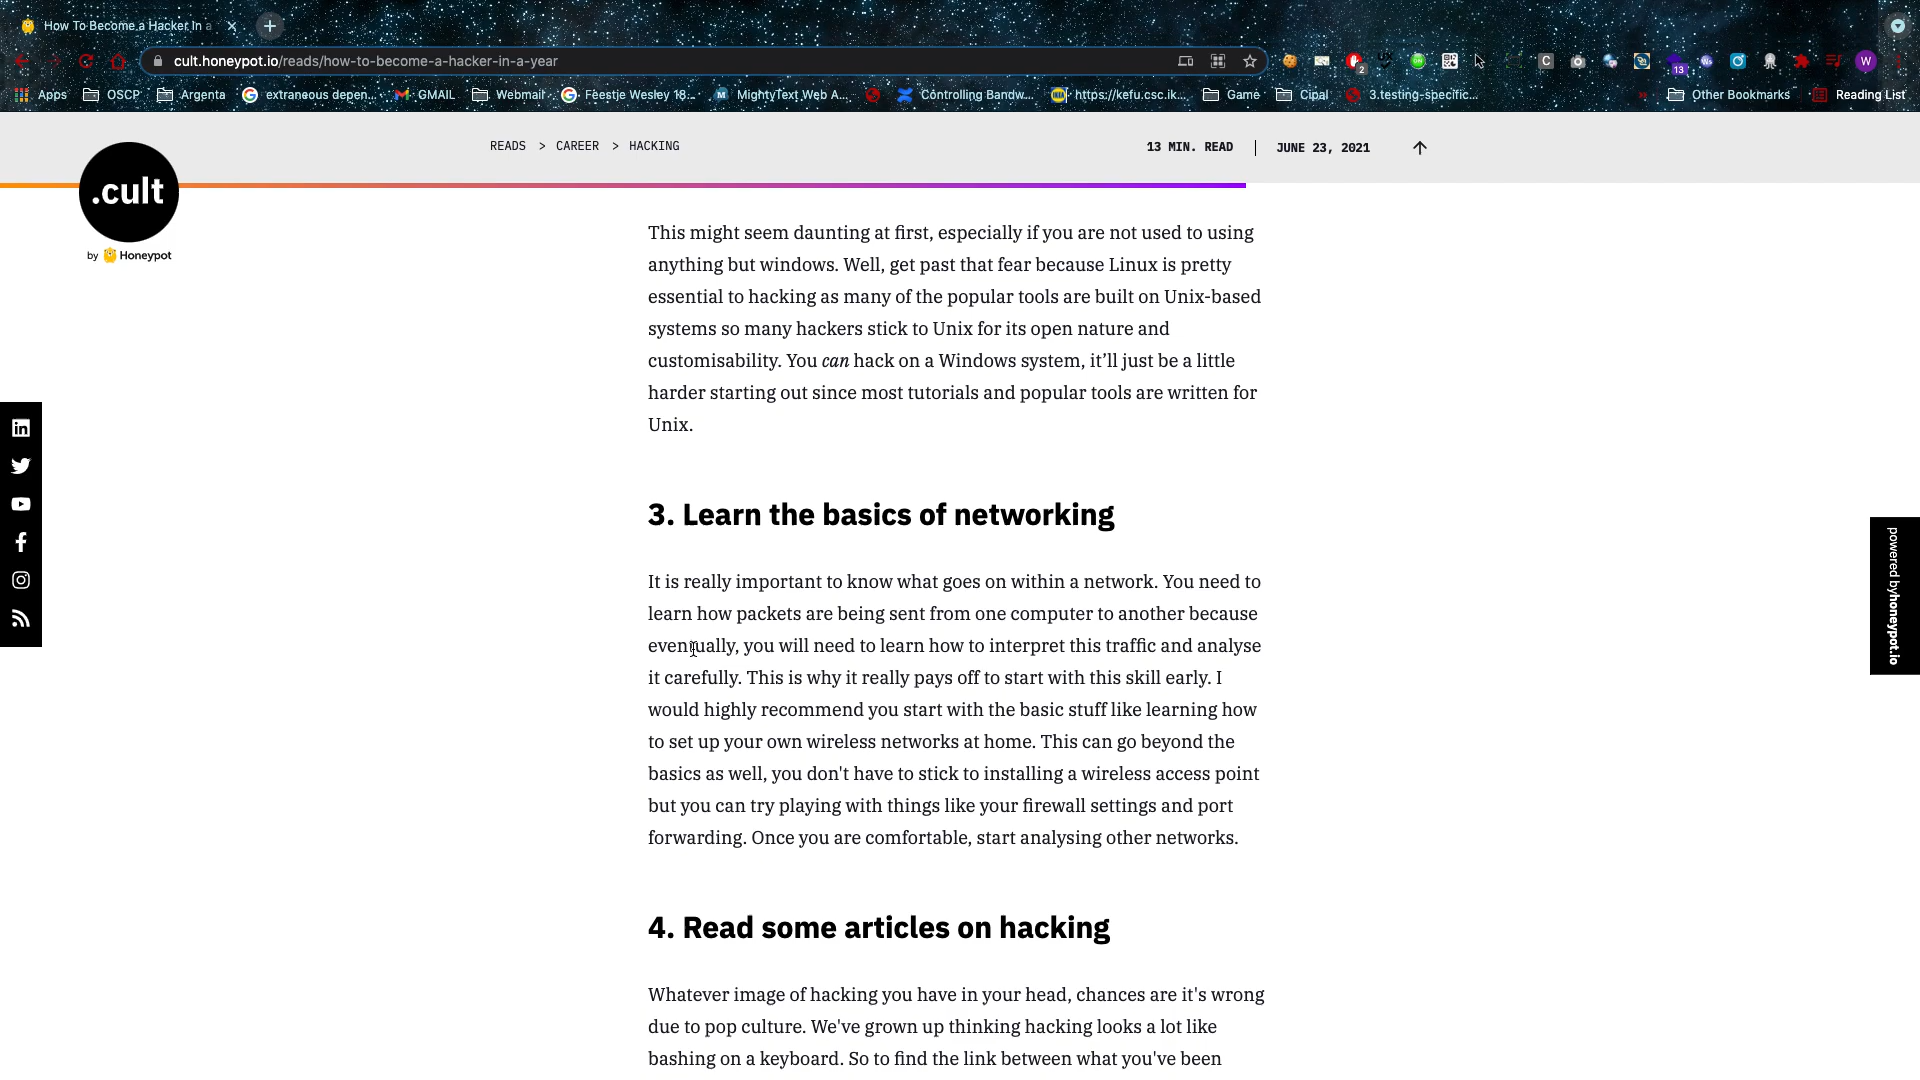 How To Become a Hacker In a
cult.honeypot.io/reads/how-to-become-a-hacker-in-a-year
2
ON
C
13
W
Apps
OSCP
Argenta
extraneous depen...
GMAIL
Webmail
Feestje Wesley 18...
MightyText Web A...
Controlling Bandw...
https://kefu.csc.ik...
Game
Cipal
3.testing-specific...
Other Bookmarks
Reading List
READS > CAREER > HACKING
13 MIN. READ
JUNE 23, 2021
.cult
by Honeypot
This might seem daunting at first, especially if you are not used to using
anything but windows. Well, get past that fear because Linux is pretty
essential to hacking as many of the popular tools are built on Unix-based
systems so many hackers stick to Unix for its open nature and
customisability. You can hack on a Windows system, it’ll just be a little
harder starting out since most tutorials and popular tools are written for
Unix.
3. Learn the basics of networking
It is really important to know what goes on within a network. You need to
learn how packets are being sent from one computer to another because
eventually, you will need to learn how to interpret this traffic and analyse
it carefully. This is why it really pays off to start with this skill early. I
would highly recommend you start with the basic stuff like learning how
to set up your own wireless networks at home. This can go beyond the
basics as well, you don't have to stick to installing a wireless access point
but you can try playing with things like your firewall settings and port
forwarding. Once you are comfortable, start analysing other networks.
4. Read some articles on hacking
Whatever image of hacking you have in your head, chances are it's wrong
due to pop culture. We've grown up thinking hacking looks a lot like
bashing on a keyboard. So to find the link between what you've been
powered by honeypot.io